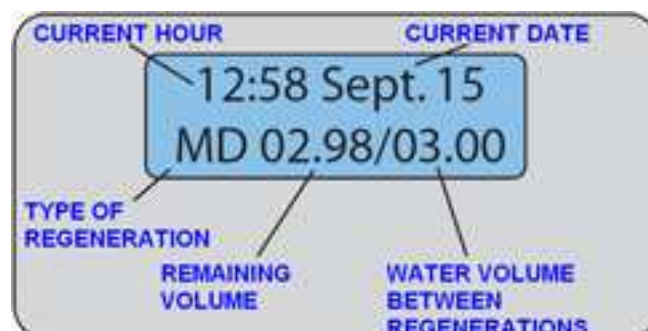 CURRENT HOUR
CURRENT DATE
12:58 Sept. 15
MD 02.98/03.00
TYPE OF
REGENERATION
REMAINING
VOLUME
WATER VOLUME
BETWEEN
REGENERATIONS